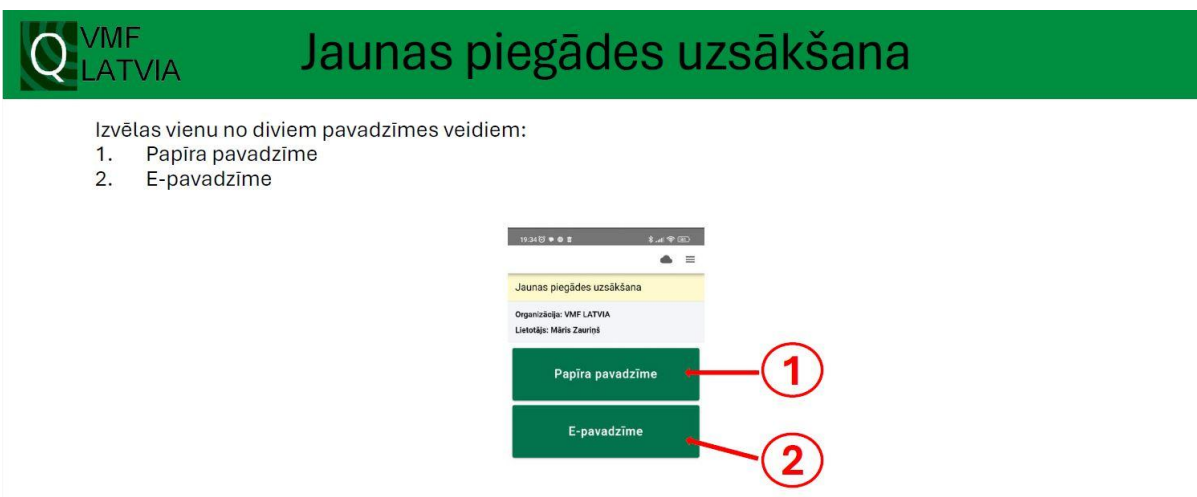 VMF
LATVIA
Jaunas piegādes uzsākšana
Izvēlas vienu no diviem pavadzīmes veidiem:
1. Papīra pavadzīme
2. E-pavadzīme
19:34
Jaunas piegādes uzsākšana
Organizācija: VMF LATVIA
Lietotājs: Māris Zauriņš
Papīra pavadzīme
1
E-pavadzīme
2